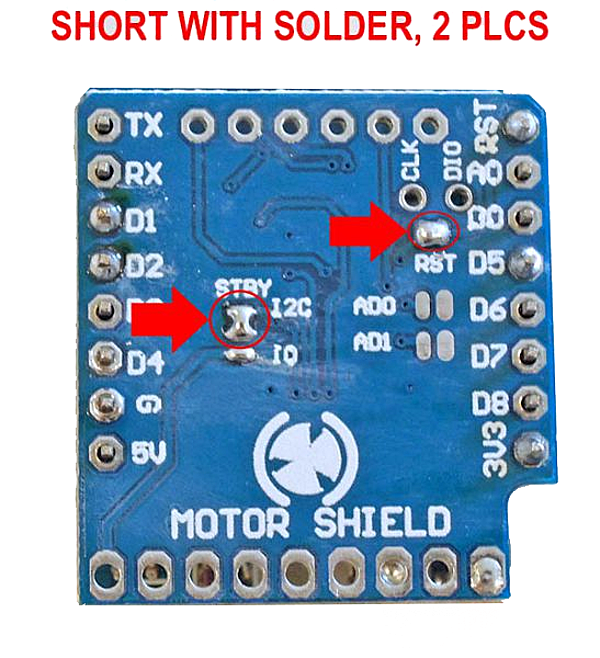 SHORT WITH SOLDER, 2 PLCS
TX
RST
RX
CLK
DIO
A0
D1
D0
D2
RST
D5
STBY
I2C
AD0
D6
D4
IO
AD1
D7
G
D8
5V
3V3
MOTOR SHIELD